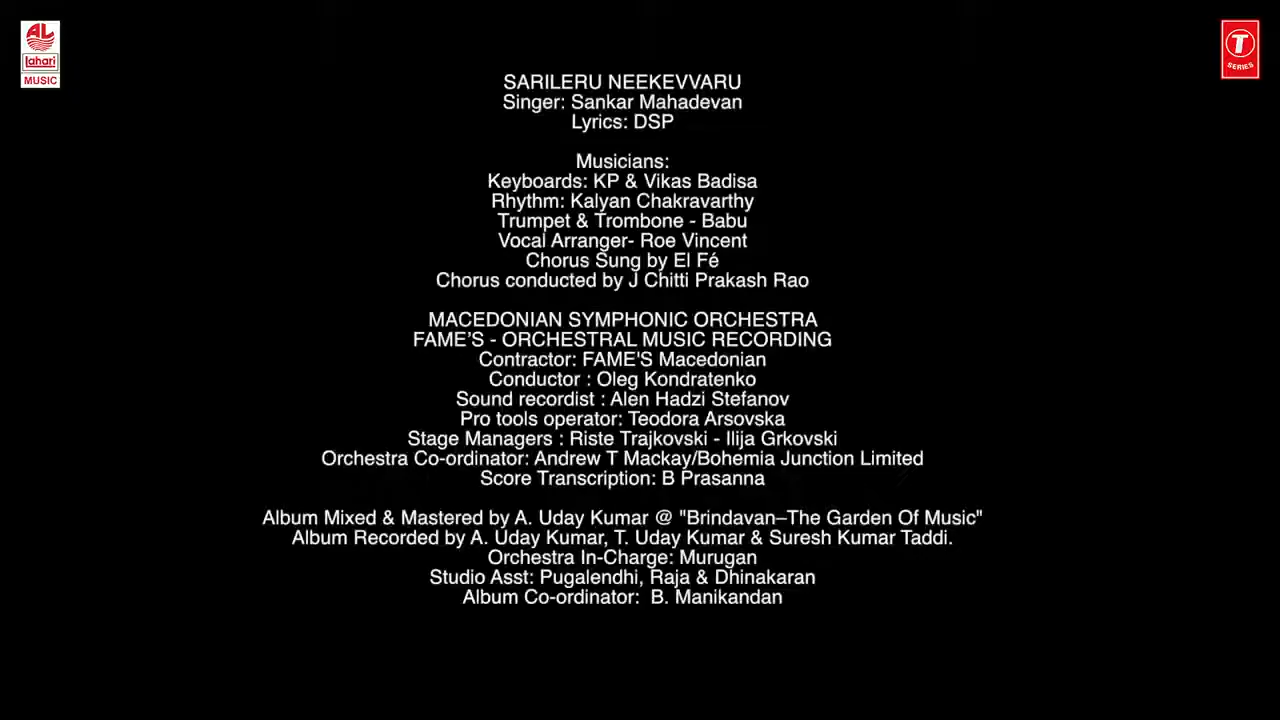 AL
lahari
MUSIC
T
SERIES
SARILERU NEEKEVVARU
Singer: Sankar Mahadevan
Lyrics: DSP
Musicians:
Keyboards: KP & Vikas Badisa
Rhythm: Kalyan Chakravarthy
Trumpet & Trombone - Babu
Vocal Arranger- Roe Vincent
Chorus Sung by El Fé
Chorus conducted by J Chitti Prakash Rao
MACEDONIAN SYMPHONIC ORCHESTRA
FAME’S - ORCHESTRAL MUSIC RECORDING
Contractor: FAME'S Macedonian
Conductor : Oleg Kondratenko
Sound recordist : Alen Hadzi Stefanov
Pro tools operator: Teodora Arsovska
Stage Managers : Riste Trajkovski - Ilija Grkovski
Orchestra Co-ordinator: Andrew T Mackay/Bohemia Junction Limited
Score Transcription: B Prasanna
Album Mixed & Mastered by A. Uday Kumar @ "Brindavan–The Garden Of Music"
Album Recorded by A. Uday Kumar, T. Uday Kumar & Suresh Kumar Taddi.
Orchestra In-Charge: Murugan
Studio Asst: Pugalendhi, Raja & Dhinakaran
Album Co-ordinator:  B. Manikandan